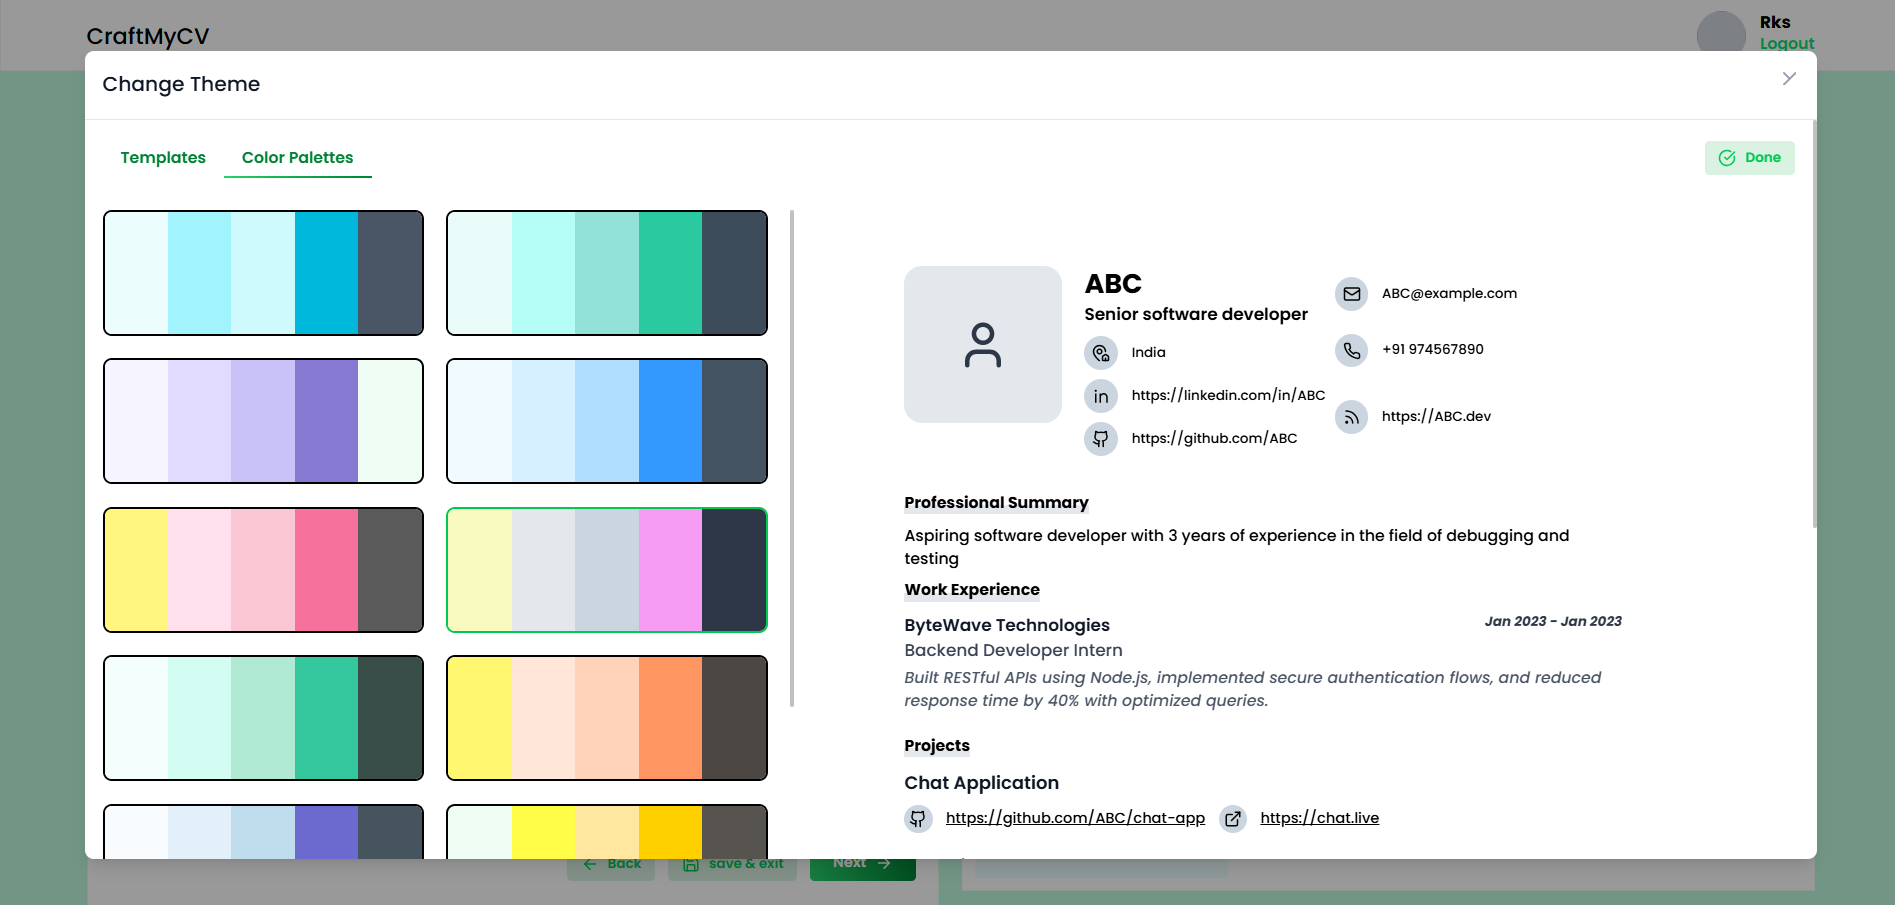 CraftMyCV
Rks
Logout
Change Theme
Templates
Color Palettes
Done
ABC
Senior software developer
India
https://linkedin.com/in/ABC
https://github.com/ABC
ABC@example.com
+91 974567890
https://ABC.dev
Professional Summary
Aspiring software developer with 3 years of experience in the field of debugging and
testing
Work Experience
ByteWave Technologies
Jan 2023 - Jan 2023
Backend Developer Intern
Built RESTful APIs using Node.js, implemented secure authentication flows, and reduced
response time by 40% with optimized queries.
Projects
Chat Application
https://github.com/ABC/chat-app
https://chat.live
Back
save & exit
Next